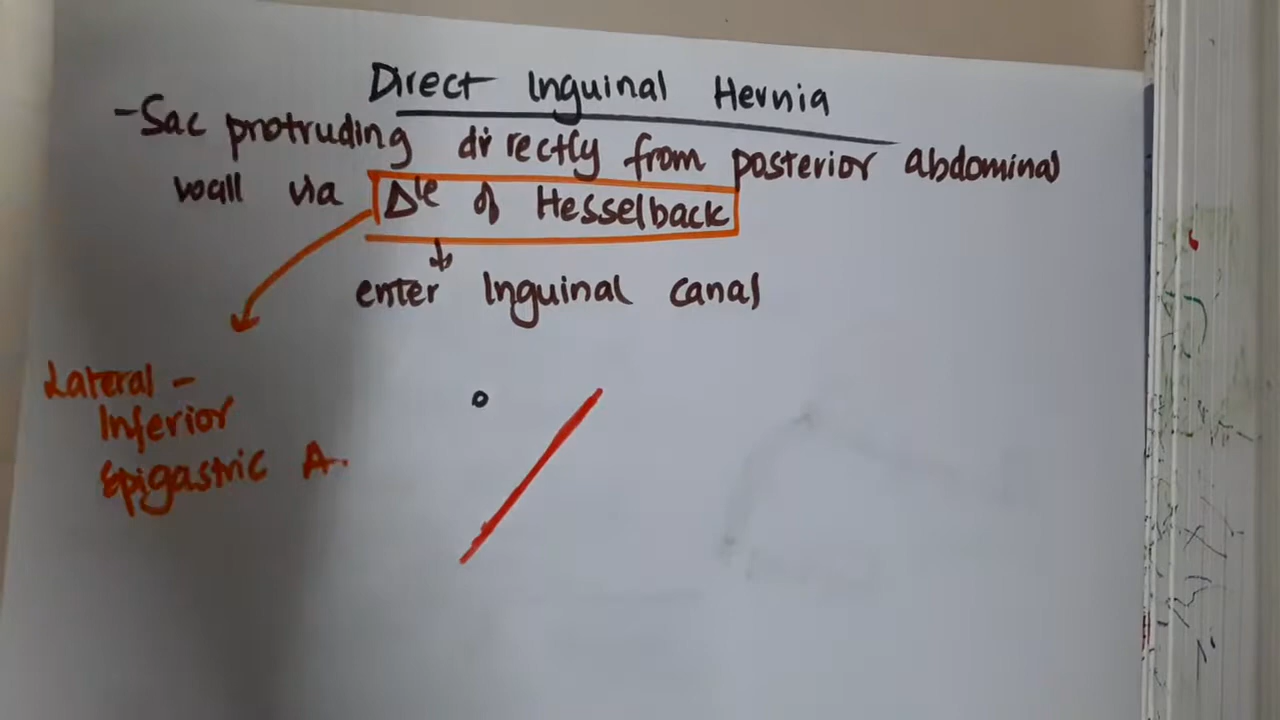 Direct Inguinal Hernia
-Sac protruding directly from posterior abdominal
wall via Δle of Hesselback
enter Inguinal canal
Lateral -
Inferior
Epigastric A.